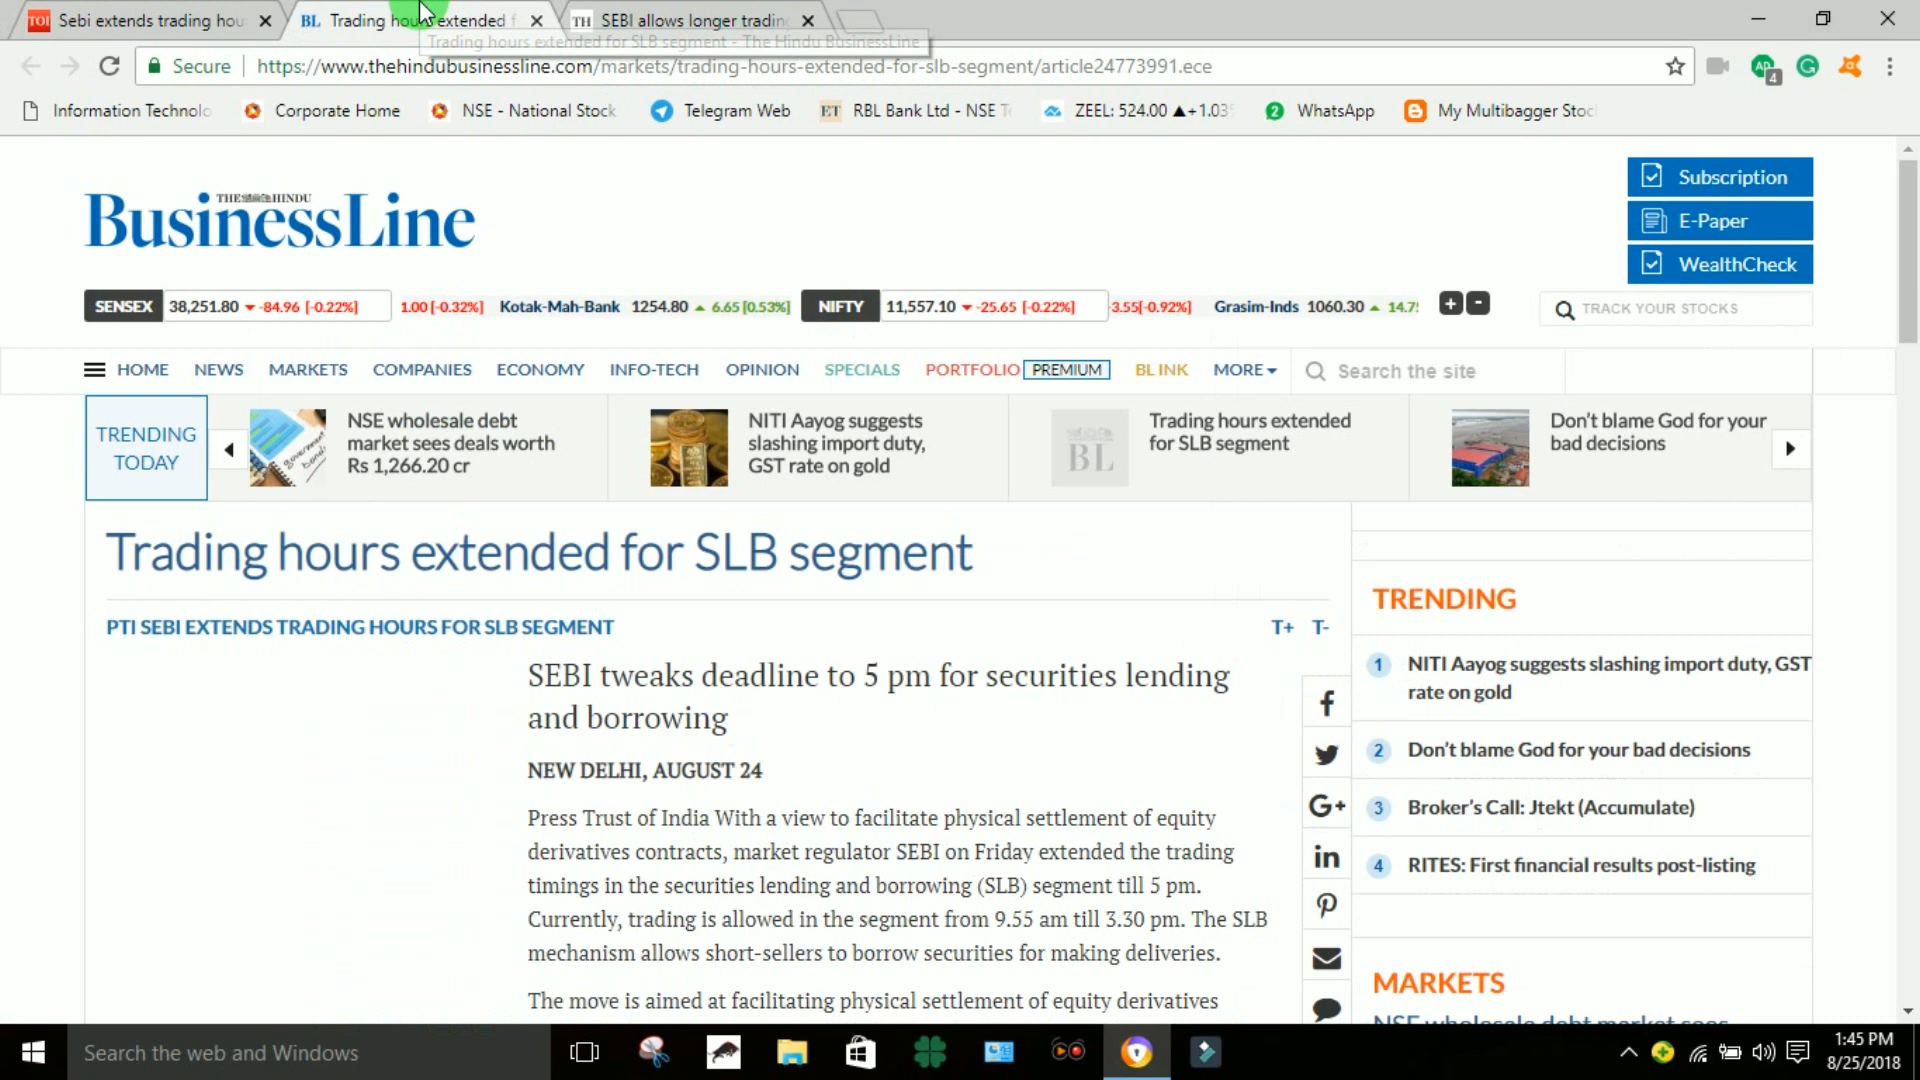 TOI Sebi extends trading hou
BL Trading hours extended f
TH SEBI allows longer tradin
Trading hours extended for SLB segment - The Hindu BusinessLine
Secure https://www.thehindubusinessline.com/markets/trading-hours-extended-for-slb-segment/article24773991.ece
4
Information Technolo Corporate Home NSE - National Stock Telegram Web ET RBL Bank Ltd - NSE T ZEEL: 524.00 ▲+1.03 2 WhatsApp My Multibagger Stoc
Subscription
THE HINDU
BusinessLine
E-Paper
WealthCheck
SENSEX 38,251.80 -84.96 [-0.22%] 1.00 [-0.32%] Kotak-Mah-Bank 1254.80 6.65 [0.53%] NIFTY 11,557.10 -25.65 [-0.22%] -3.55[-0.92%] Grasim-Inds 1060.30 14.7 + - TRACK YOUR STOCKS
HOME NEWS MARKETS COMPANIES ECONOMY INFO-TECH OPINION SPECIALS PORTFOLIO PREMIUM BLINK MORE Search the site
TRENDING
TODAY
NSE wholesale debt
market sees deals worth
Rs 1,266.20 cr
NITI Aayog suggests
slashing import duty,
GST rate on gold
BL
Trading hours extended
for SLB segment
Don't blame God for your
bad decisions
Trading hours extended for SLB segment
PTI SEBI EXTENDS TRADING HOURS FOR SLB SEGMENT T+ T-
SEBI tweaks deadline to 5 pm for securities lending
and borrowing
NEW DELHI, AUGUST 24
Press Trust of India With a view to facilitate physical settlement of equity
derivatives contracts, market regulator SEBI on Friday extended the trading
timings in the securities lending and borrowing (SLB) segment till 5 pm.
Currently, trading is allowed in the segment from 9.55 am till 3.30 pm. The SLB
mechanism allows short-sellers to borrow securities for making deliveries.
The move is aimed at facilitating physical settlement of equity derivatives
TRENDING
1 NITI Aayog suggests slashing import duty, GST
rate on gold
2 Don't blame God for your bad decisions
3 Broker's Call: Jtekt (Accumulate)
4 RITES: First financial results post-listing
MARKETS
NSE wholesale debt market sees
Search the web and Windows
1:45 PM
8/25/2018